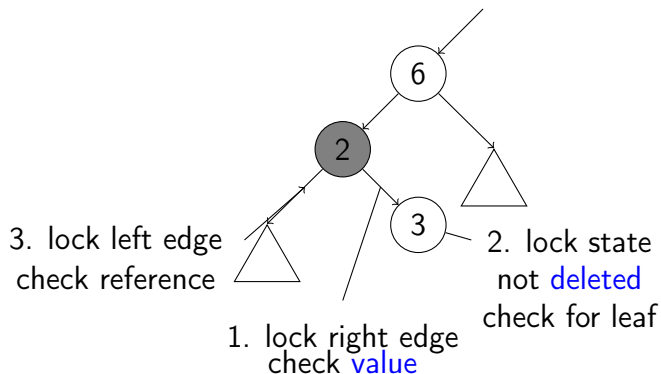 6
2
3
3. lock left edge
check reference
2. lock state
not deleted
check for leaf
1. lock right edge
check value